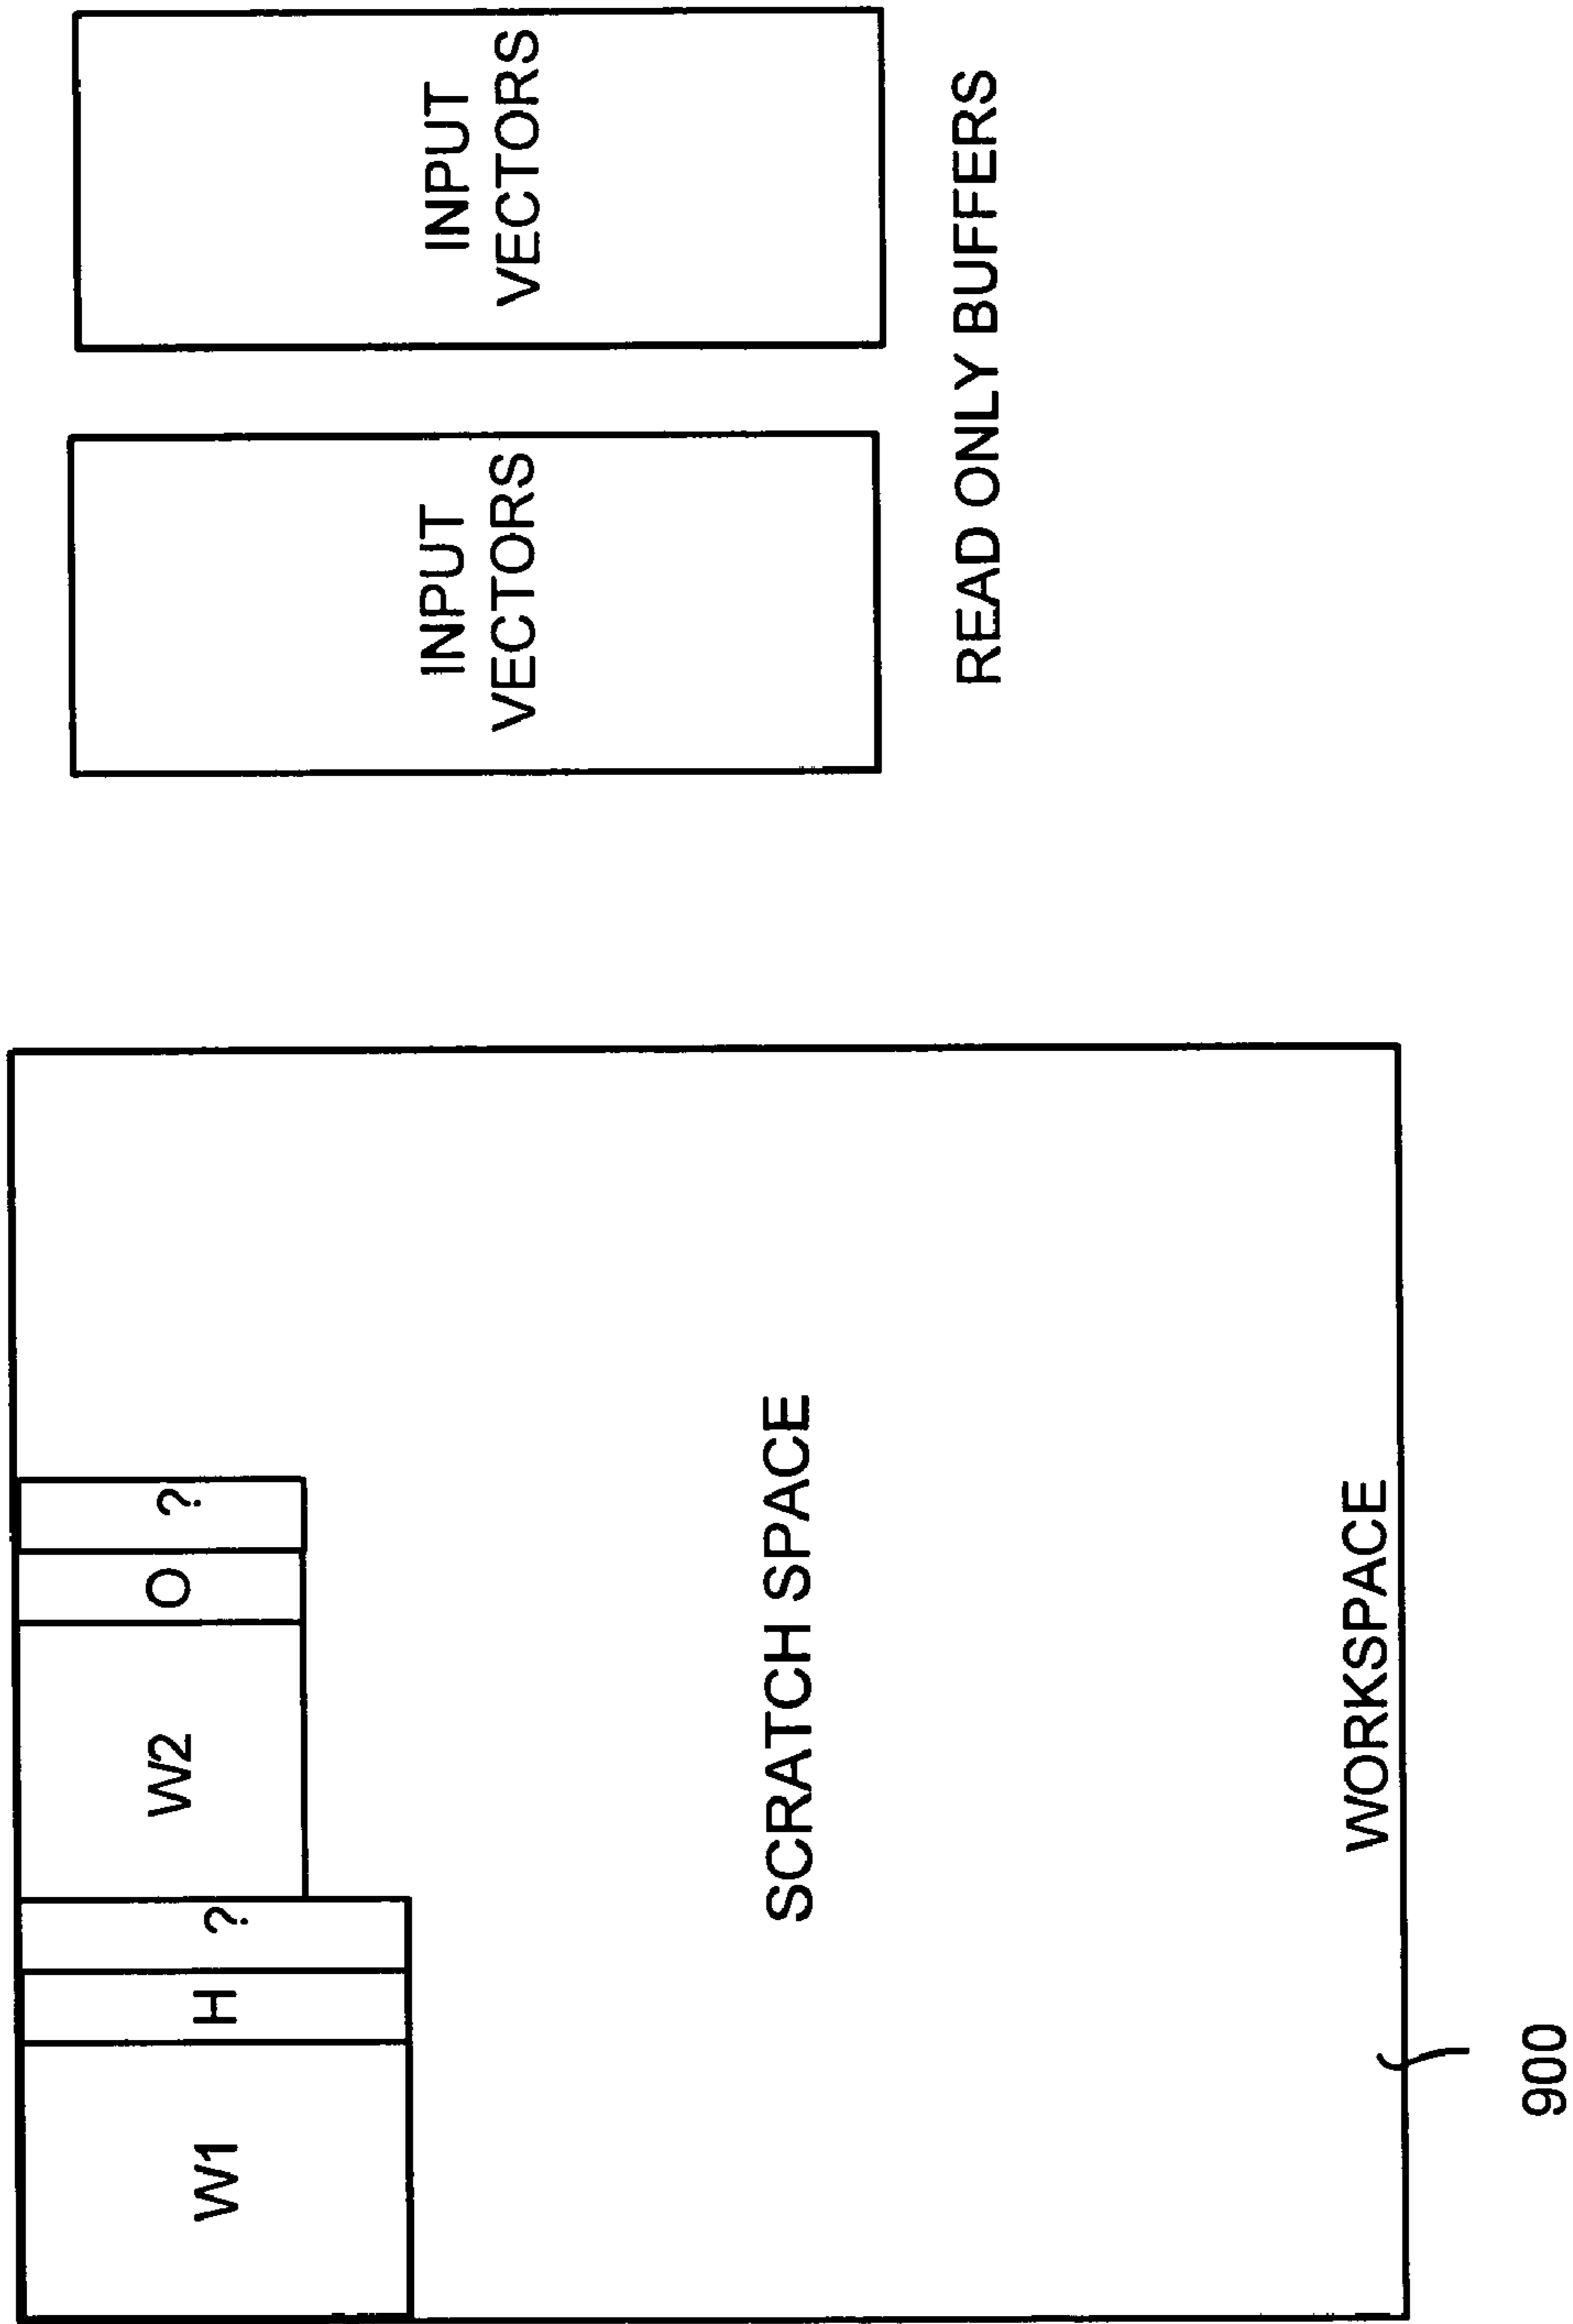 W1
H
?
W2
O
?
SCRATCH SPACE
WORKSPACE
900
INPUT
VECTORS
INPUT
VECTORS
READ ONLY BUFFERS